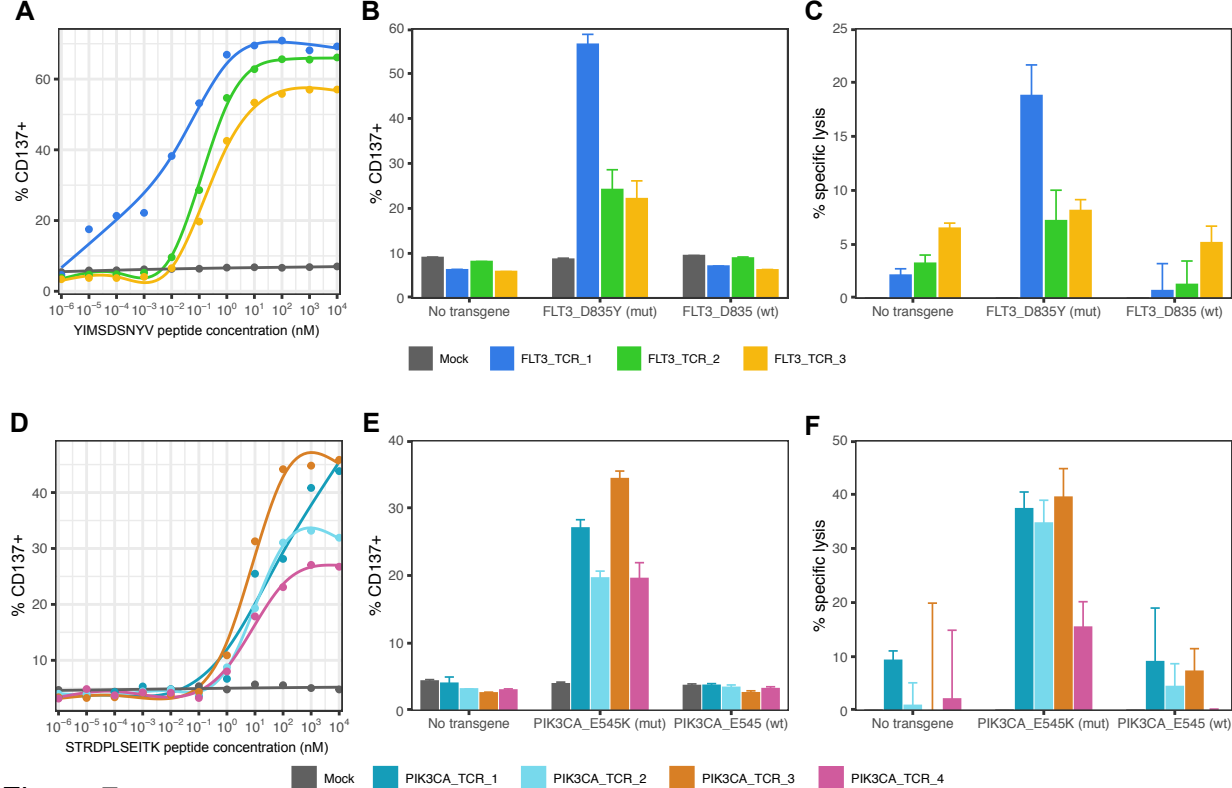 A
B
C
% CD137+
60
40
20
0
10⁻⁶ 10⁻⁵ 10⁻⁴ 10⁻³ 10⁻² 10⁻¹ 10⁰ 10¹ 10² 10³ 10⁴
YIMSDSNYV peptide concentration (nM)
% CD137+
60
50
40
30
20
10
0
No transgene FLT3_D835Y (mut) FLT3_D835 (wt)
% specific lysis
25
20
15
10
5
0
No transgene FLT3_D835Y (mut) FLT3_D835 (wt)
Mock FLT3_TCR_1 FLT3_TCR_2 FLT3_TCR_3
D
E
F
% CD137+
40
30
20
10
10⁻⁶ 10⁻⁵ 10⁻⁴ 10⁻³ 10⁻² 10⁻¹ 10⁰ 10¹ 10² 10³ 10⁴
STRDPLSEITK peptide concentration (nM)
% CD137+
40
30
20
10
0
No transgene PIK3CA_E545K (mut) PIK3CA_E545 (wt)
% specific lysis
50
40
30
20
10
0
No transgene PIK3CA_E545K (mut) PIK3CA_E545 (wt)
Mock PIK3CA_TCR_1 PIK3CA_TCR_2 PIK3CA_TCR_3 PIK3CA_TCR_4